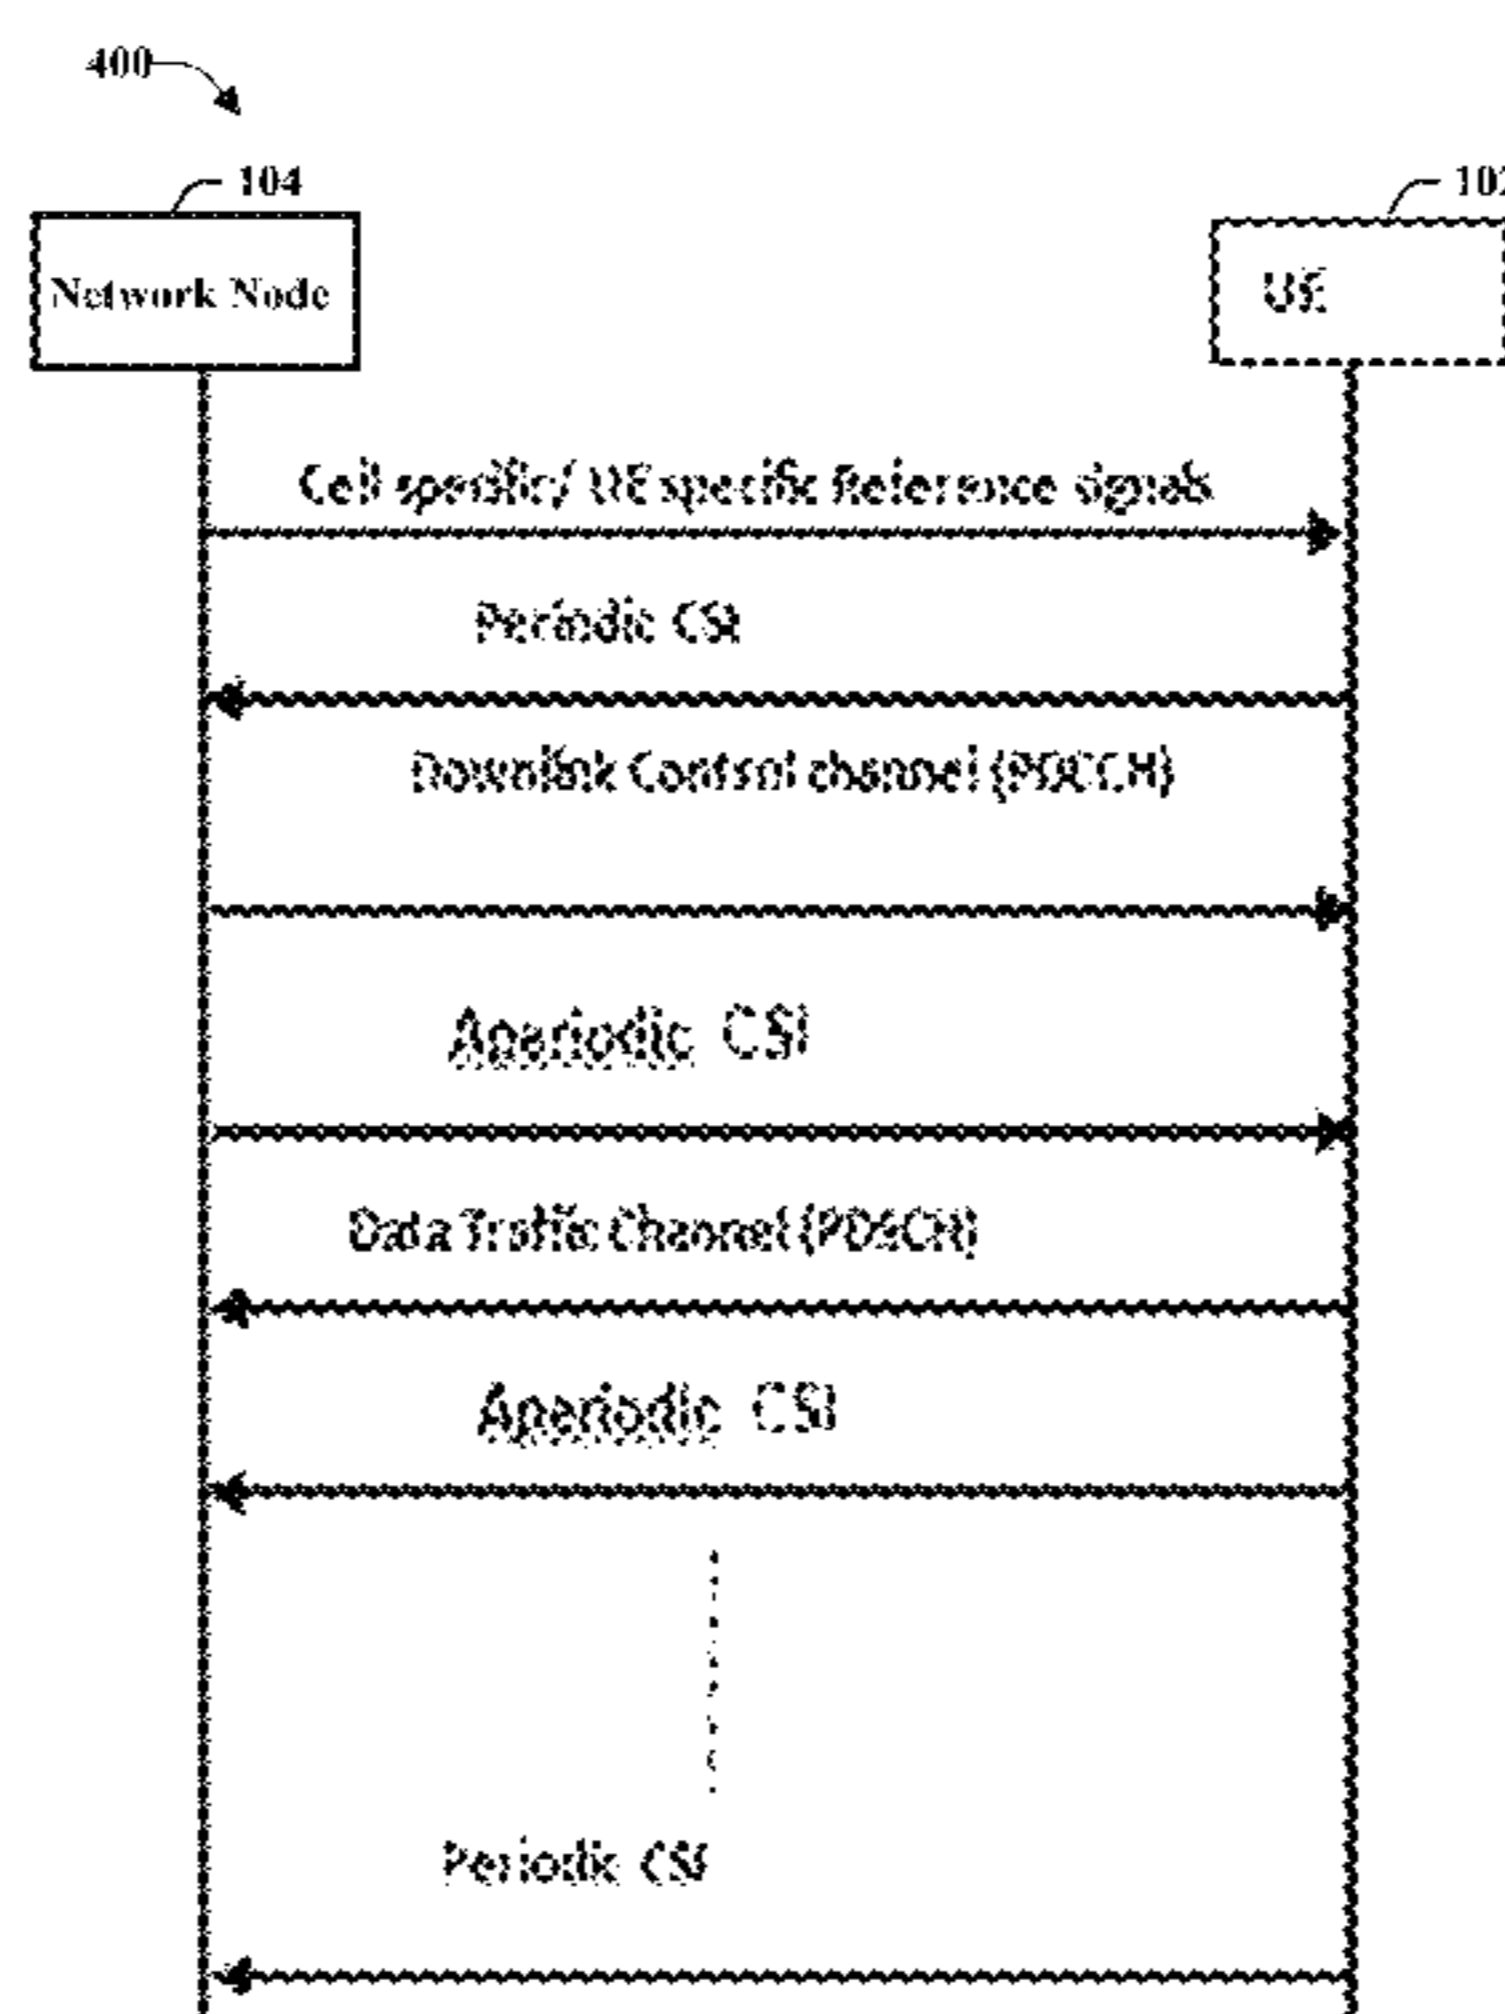 400
104
102
Network Node
UE
Cell specific/ UE specific Reference signals
Periodic CSI
Downlink Control channel (PDCCH)
Aperiodic CSI
Data Traffic Channel (PDSCH)
Aperiodic CSI
Periodic CSI